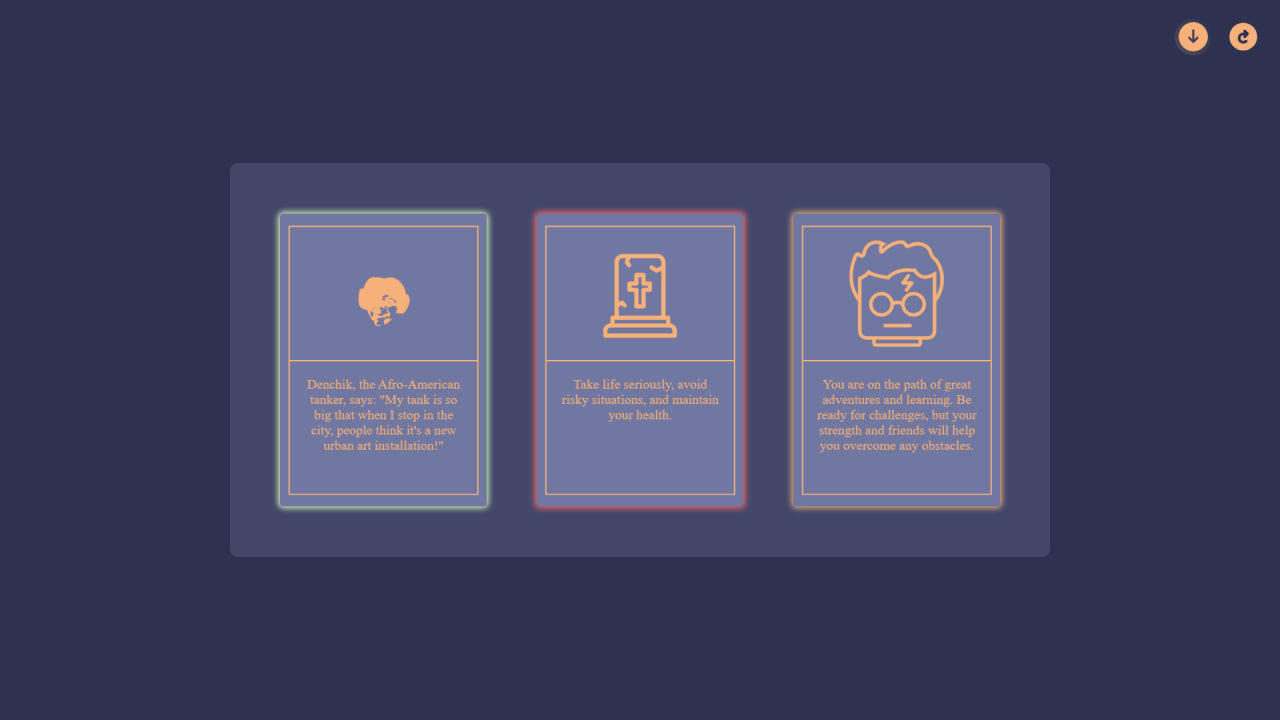 Denchik, the Afro-American
tanker, says: "My tank is so
big that when I stop in the
city, people think it's a new
urban art installation!"
Take life seriously, avoid
risky situations, and maintain
your health.
You are on the path of great
adventures and learning. Be
ready for challenges, but your
strength and friends will help
you overcome any obstacles.